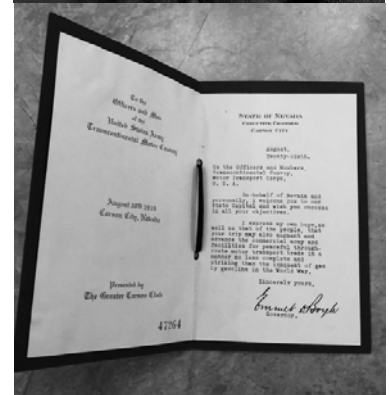 To the
Officers and Men
of the
United States Army
Transcontinental Motor Convoy
August 28th 1919
Carson City, Nevada
Presented by
The Greater Carson Club
47264
STATE OF NEVADA
EXECUTIVE CHAMBER
CARSON CITY
August,
Twenty-sixth,
To the Officers and Members,
Transcontinental Convoy,
Motor Transport Corps,
U. S. A.
On behalf of Nevada and
personally, I welcome you to our
State Capital and wish you success
in all your objectives.
I express my own hope, as
well as that of the people, that
your trip may also augment and
advance the commercial army and
facilities for peaceful through-
route motor transport trade in a
manner no less complete and
striking than the conquest of gas
by gasoline in the World War.
Sincerely yours,
Emmet D Boyle
Governor.